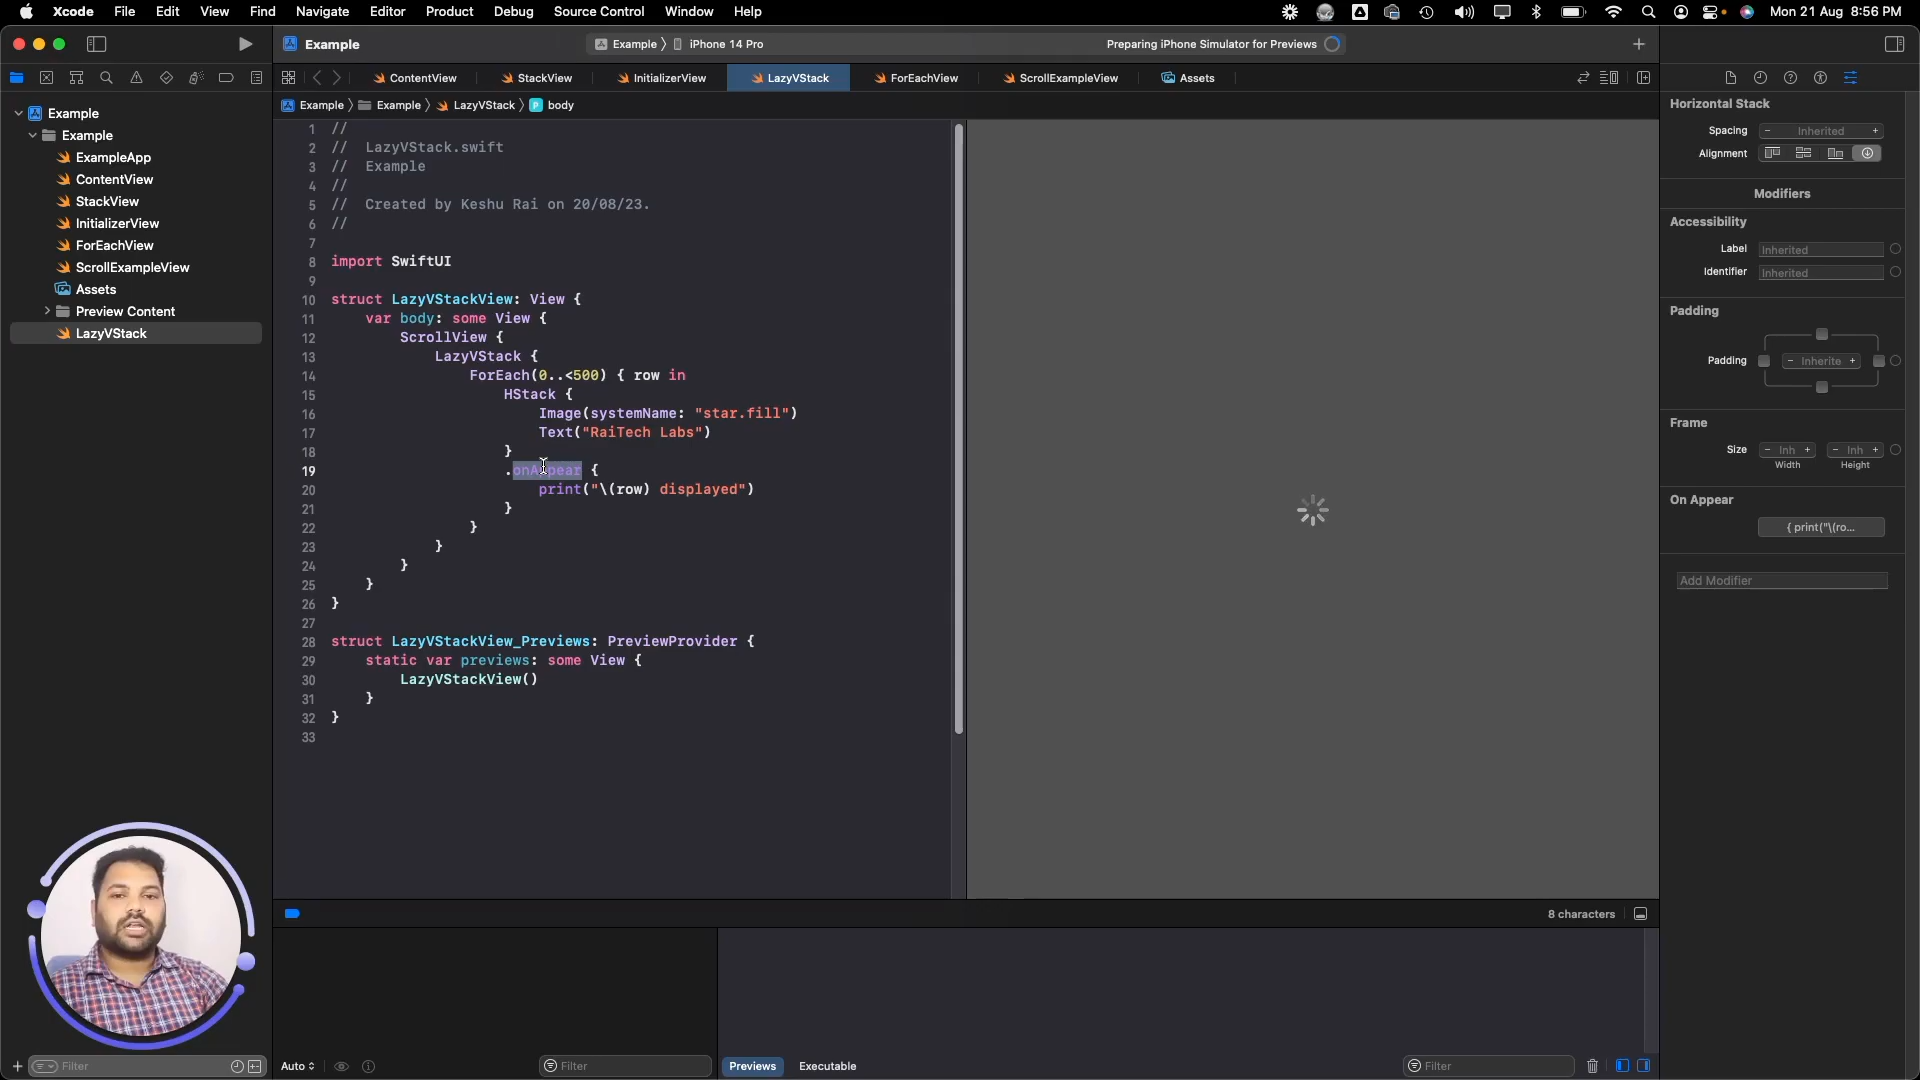 Xcode File Edit View Find Navigate Editor Product Debug Source Control Window Help Mon 21 Aug 8:56 PM
Example Example iPhone 14 Pro Preparing iPhone Simulator for Previews
ContentView StackView InitializerView LazyVStack ForEachView ScrollExampleView Assets
Example Example LazyVStack P body
Example
Example
ExampleApp
ContentView
StackView
InitializerView
ForEachView
ScrollExampleView
Assets
Preview Content
LazyVStack
1 //
2 // LazyVStack.swift
3 // Example
4 //
5 // Created by Keshu Rai on 20/08/23.
6 //
7
8 import SwiftUI
9
10 struct LazyVStackView: View {
11 var body: some View {
12 ScrollView {
13 LazyVStack {
14 ForEach(0..<500) { row in
15 HStack {
16 Image(systemName: "star.fill")
17 Text("RaiTech Labs")
18 }
19 .onAppear {
20 print("\(row) displayed")
21 }
22 }
23 }
24 }
25 }
26 }
27
28 struct LazyVStackView_Previews: PreviewProvider {
29 static var previews: some View {
30 LazyVStackView()
31 }
32 }
33
Horizontal Stack
Spacing - Inherited +
Alignment
Modifiers
Accessibility
Label Inherited
Identifier Inherited
Padding
Padding - Inherite +
Frame
Size - Inh + - Inh +
Width Height
On Appear
{ print("\(ro...
Add Modifier
8 characters
Filter Auto Filter Previews Executable Filter